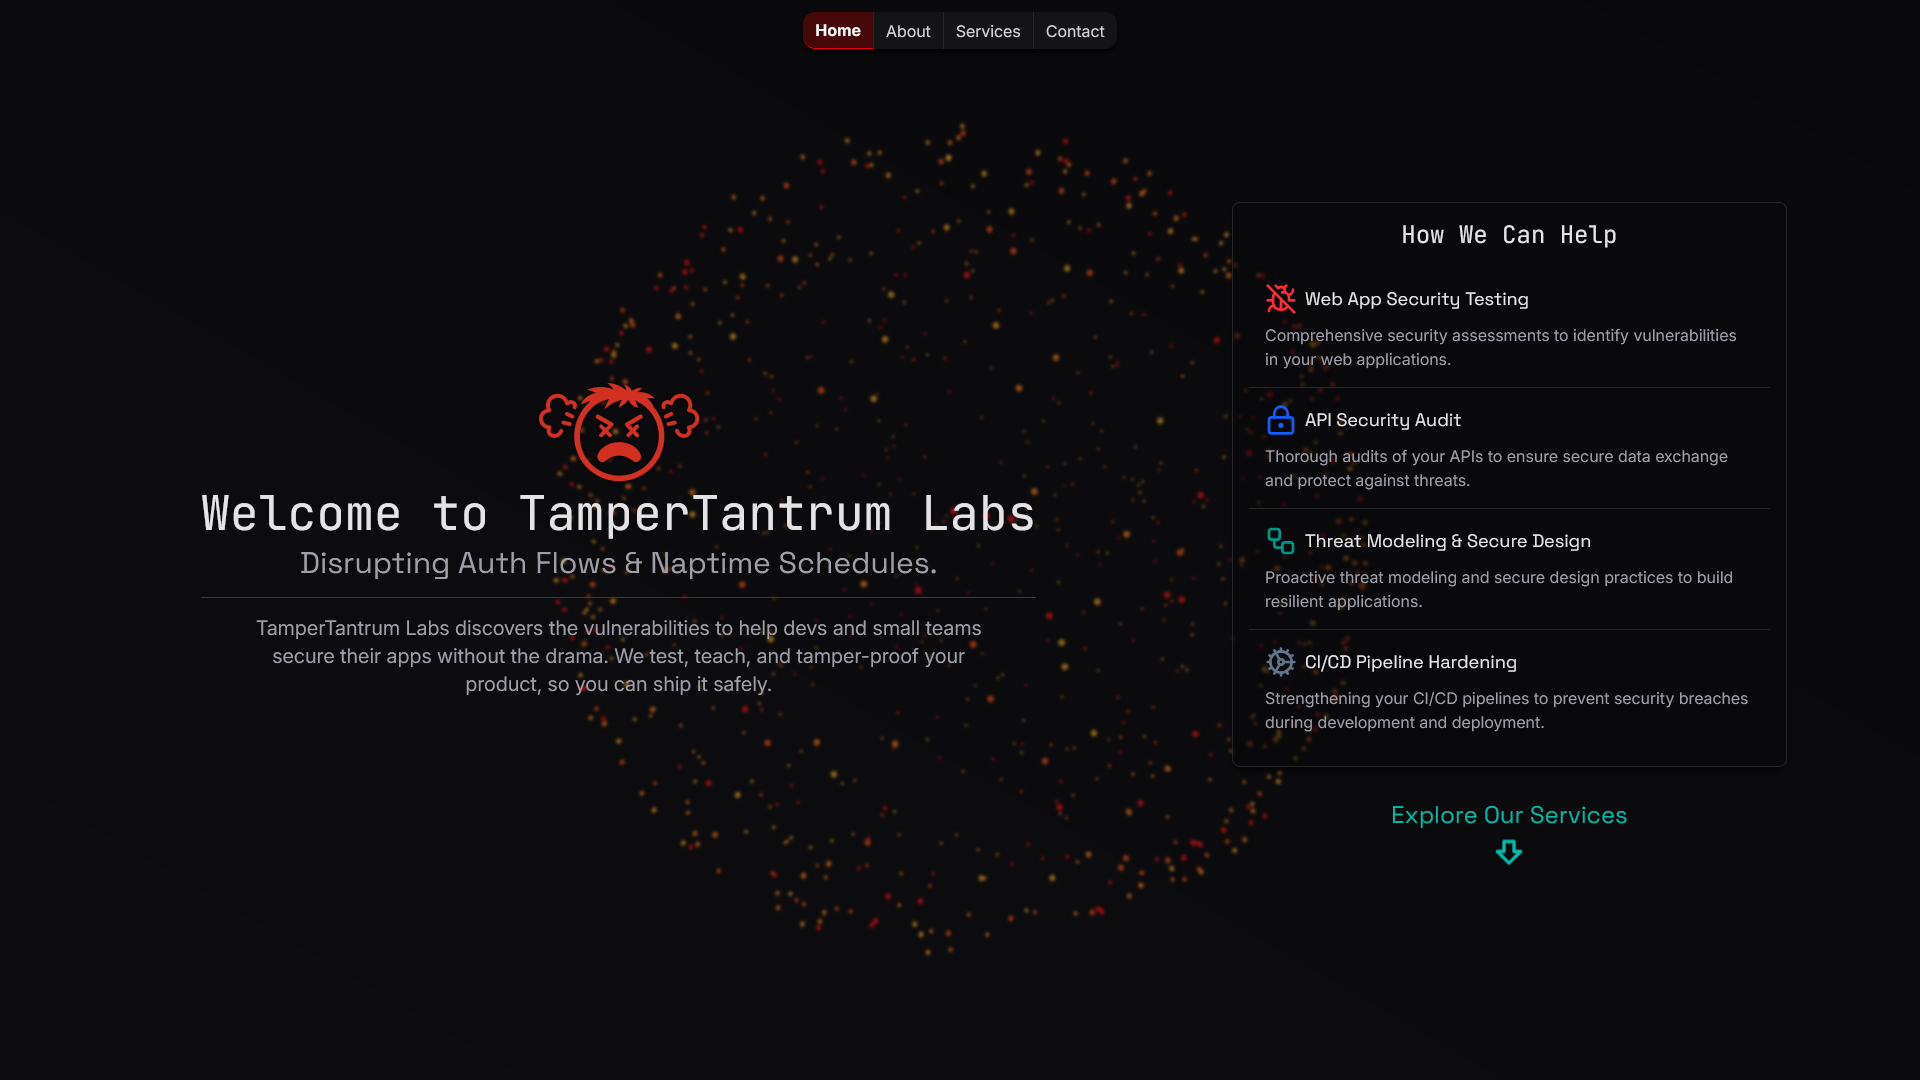 Home
About
Services
Contact
Welcome to TamperTantrum Labs
Disrupting Auth Flows & Naptime Schedules.
TamperTantrum Labs discovers the vulnerabilities to help devs and small teams
secure their apps without the drama. We test, teach, and tamper-proof your
product, so you can ship it safely.
How We Can Help
Web App Security Testing
Comprehensive security assessments to identify vulnerabilities
in your web applications.
API Security Audit
Thorough audits of your APIs to ensure secure data exchange
and protect against threats.
Threat Modeling & Secure Design
Proactive threat modeling and secure design practices to build
resilient applications.
CI/CD Pipeline Hardening
Strengthening your CI/CD pipelines to prevent security breaches
during development and deployment.
Explore Our Services